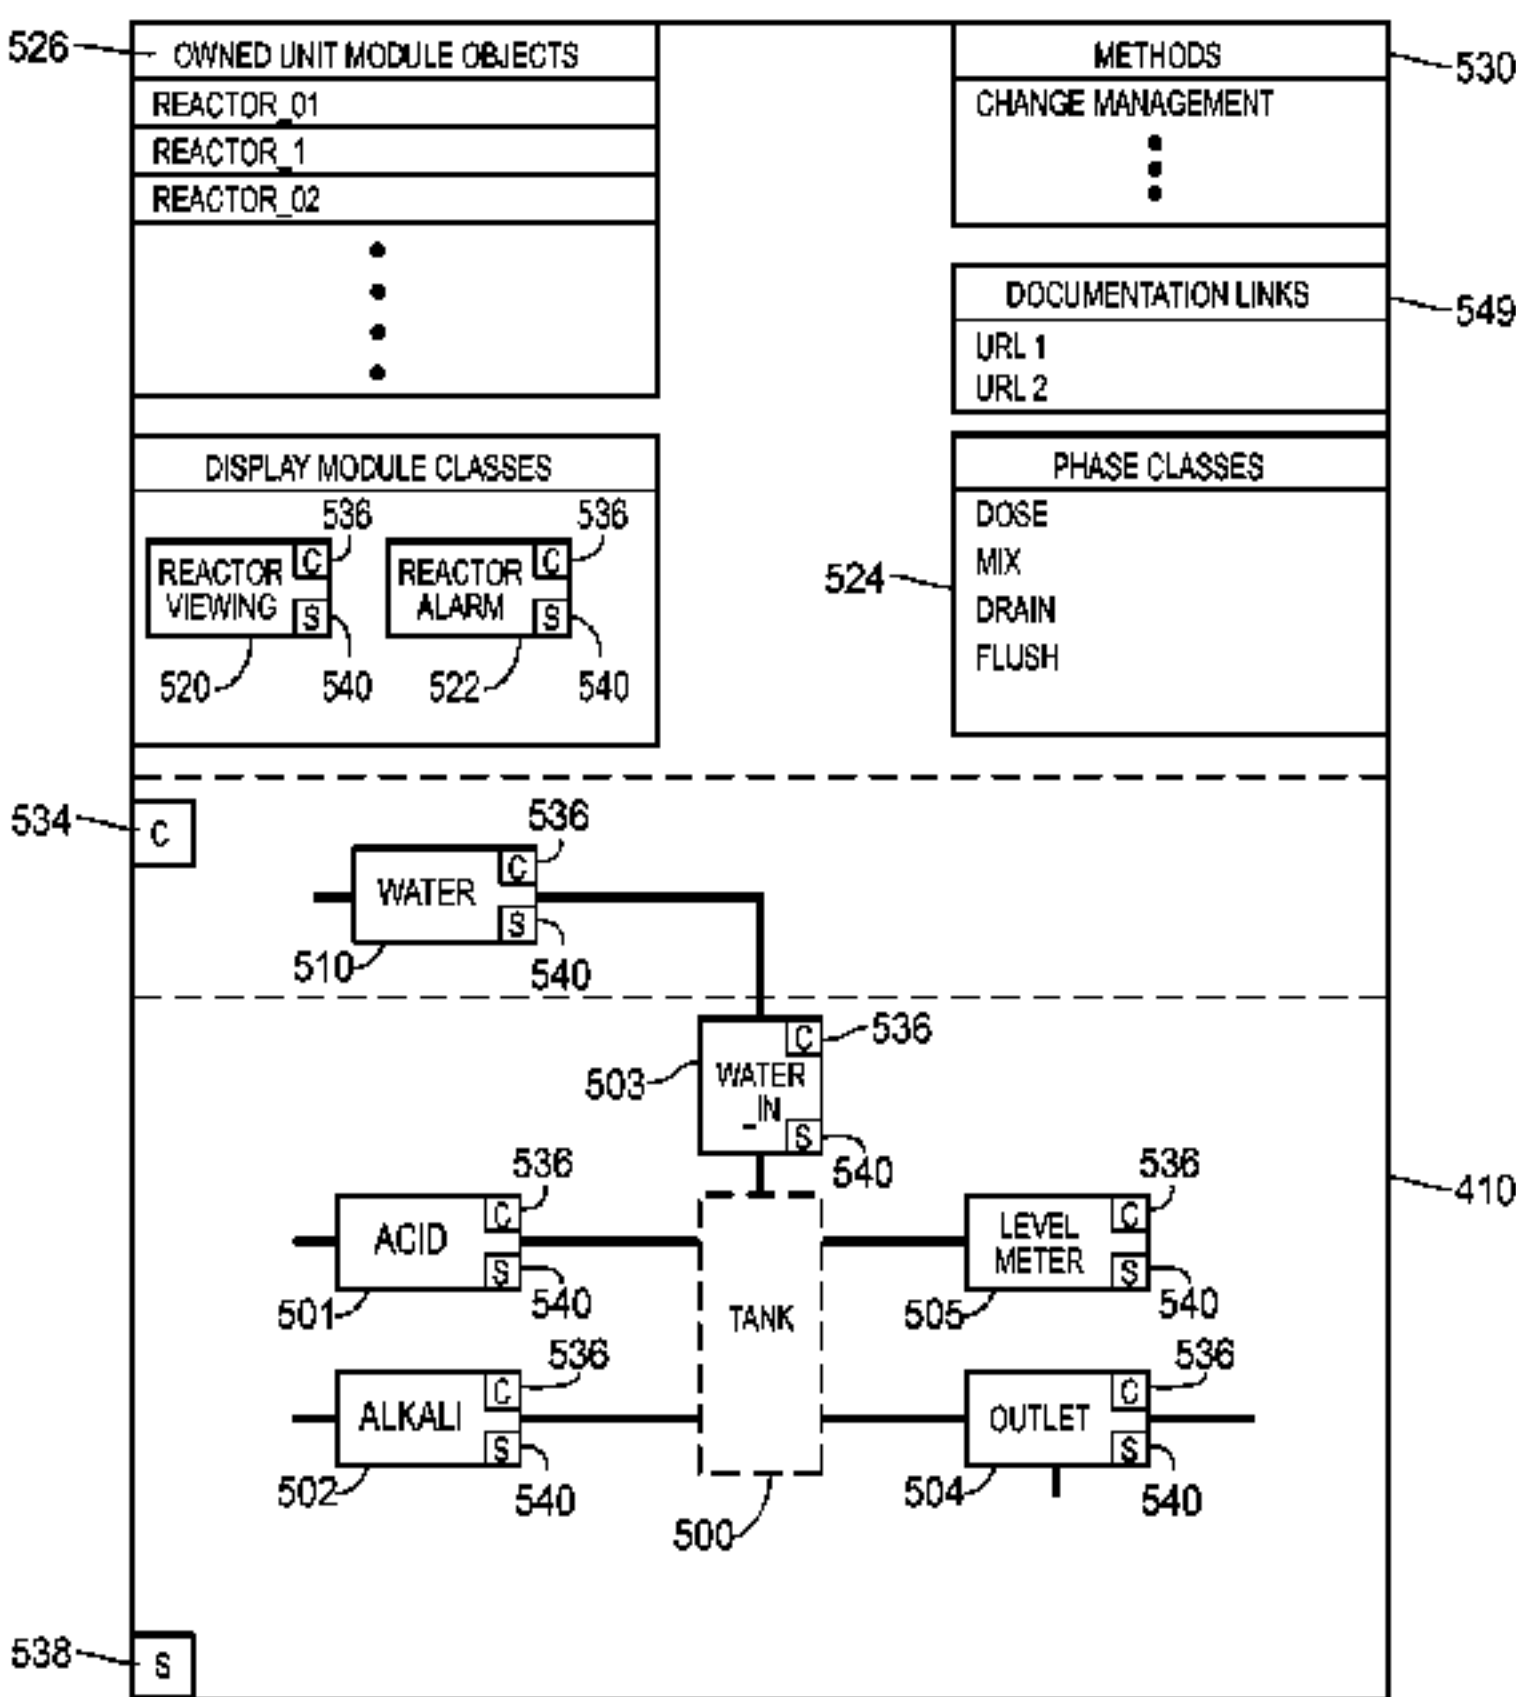 526
OWNED UNIT MODULE OBJECTS
REACTOR_01
REACTOR_1
REACTOR_02
METHODS
530
CHANGE MANAGEMENT
DOCUMENTATION LINKS
549
URL 1
URL 2
DISPLAY MODULE CLASSES
536
536
REACTOR VIEWING
C
S
REACTOR ALARM
C
S
520
540
522
540
PHASE CLASSES
524
DOSE
MIX
DRAIN
FLUSH
534
C
536
WATER
C
S
510
540
536
503
WATER
_IN
C
S
540
536
ACID
C
S
501
540
536
LEVEL
METER
C
S
505
540
410
TANK
500
536
ALKALI
C
S
502
540
536
OUTLET
C
S
504
540
538
S